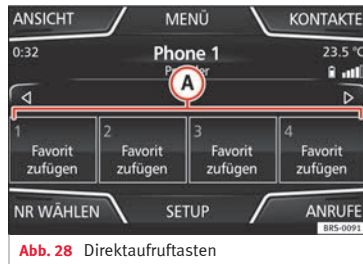 ANSICHT MENÜ KONTAKTE
0:32 Phone 1 23.5 °C
A
1 2 3 4
Favorit Favorit Favorit Favorit
zufügen zufügen zufügen zufügen
NR WÄHLEN SETUP ANRUFE
BRS-0091
Abb. 28 Direktaufruftasten